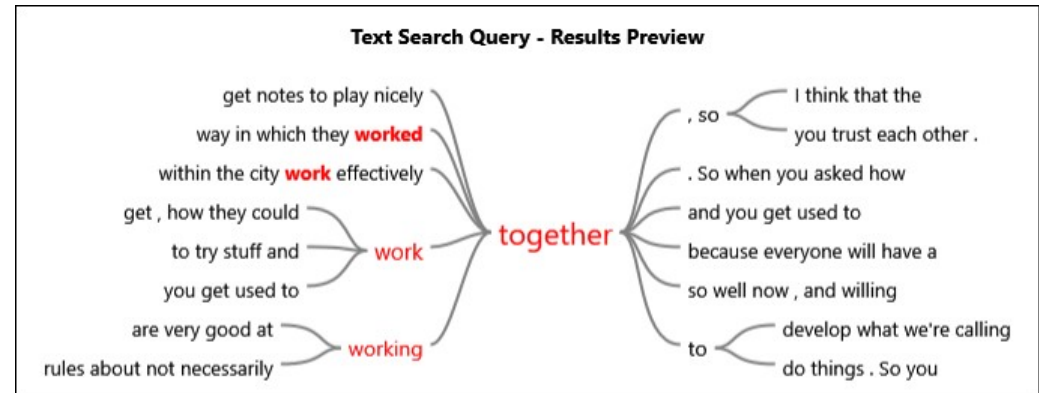 Text Search Query - Results Preview
get notes to play nicely
way in which they worked
within the city work effectively
get , how they could
to try stuff and
you get used to
work
are very good at
rules about not necessarily
working
together
, so
I think that the
you trust each other .
. So when you asked how
and you get used to
because everyone will have a
so well now , and willing
to
develop what we're calling
do things . So you